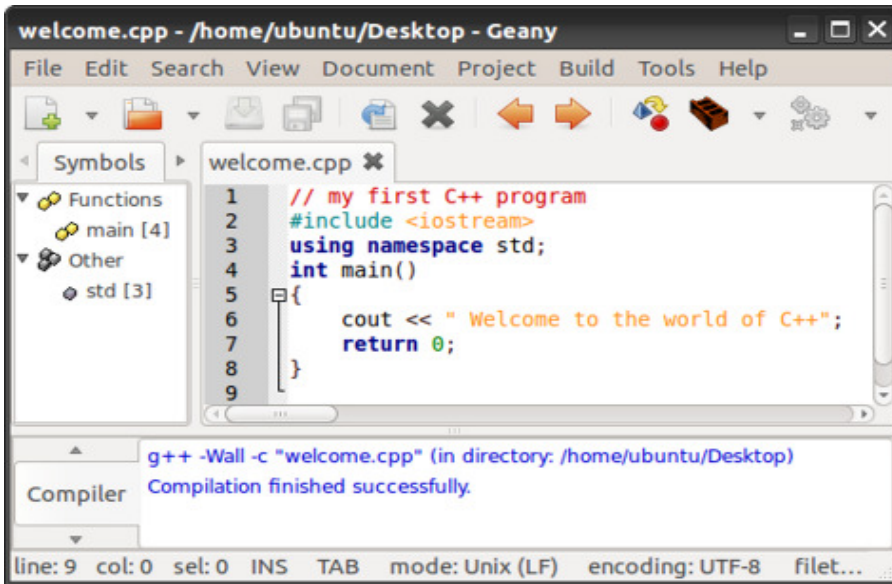 welcome.cpp - /home/ubuntu/Desktop - Geany
File Edit Search View Document Project Build Tools Help
Symbols
welcome.cpp
Functions
main [4]
Other
std [3]
1 // my first C++ program
2 #include <iostream>
3 using namespace std;
4 int main()
5 {
6 cout << " Welcome to the world of C++";
7 return 0;
8 }
9
Compiler
g++ -Wall -c "welcome.cpp" (in directory: /home/ubuntu/Desktop)
Compilation finished successfully.
line: 9 col: 0 sel: 0 INS TAB mode: Unix (LF) encoding: UTF-8 filet...